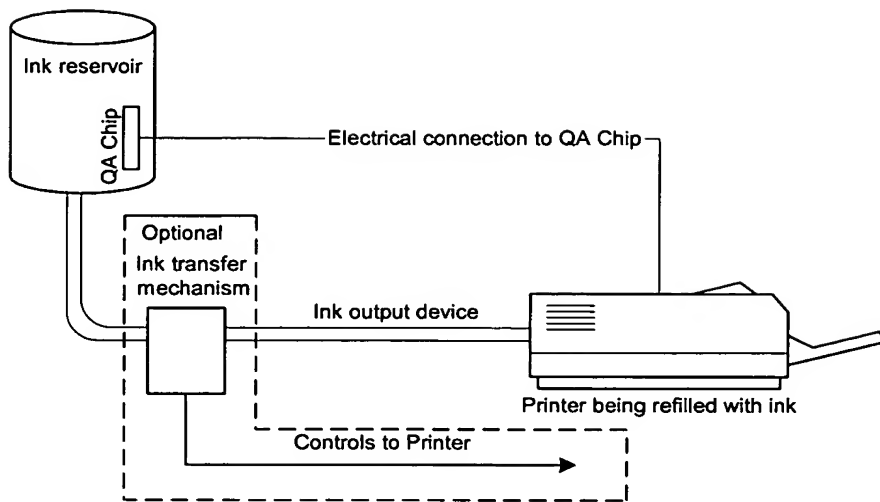 Ink reservoir
QA Chip
Electrical connection to QA Chip
Optional
Ink transfer
mechanism
Ink output device
Printer being refilled with ink
Controls to Printer